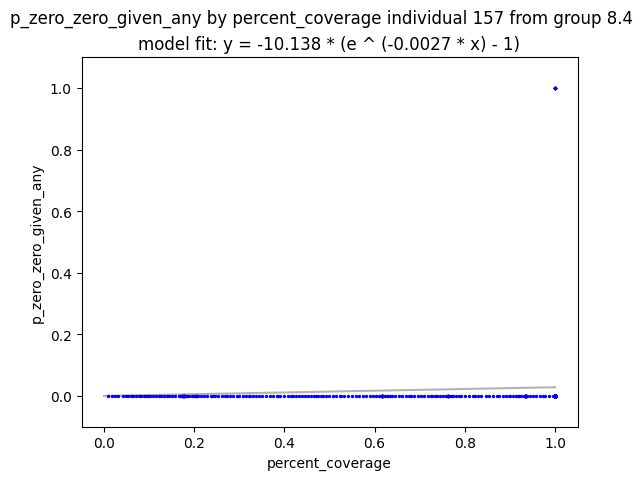 p_zero_zero_given_any by percent_coverage individual 157 from group 8.4
model fit: y = -10.138 * (e ^ (-0.0027 * x) - 1)
1.0
0.8
0.6
0.4
0.2
0.0
p_zero_zero_given_any
0.0 0.2 0.4 0.6 0.8 1.0
percent_coverage